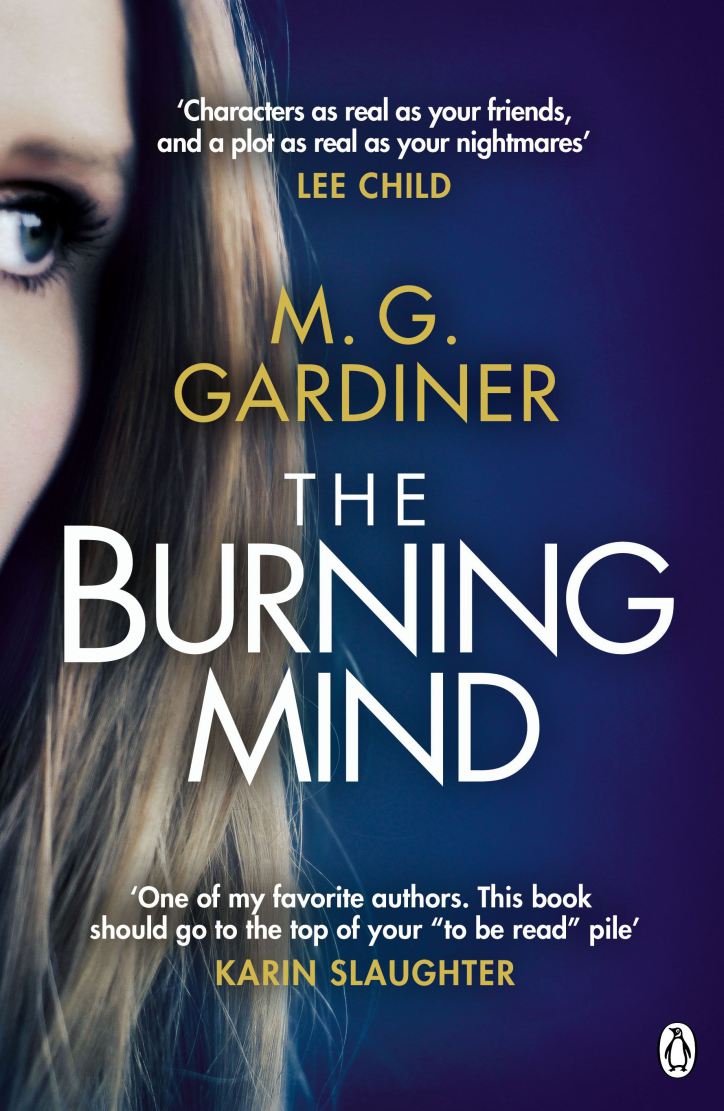 ‘Characters as real as your friends,
and a plot as real as your nightmares’
LEE CHILD
M. G.
GARDINER
THE
BURNING
MIND
‘One of my favorite authors. This book
should go to the top of your “to be read” pile’
KARIN SLAUGHTER